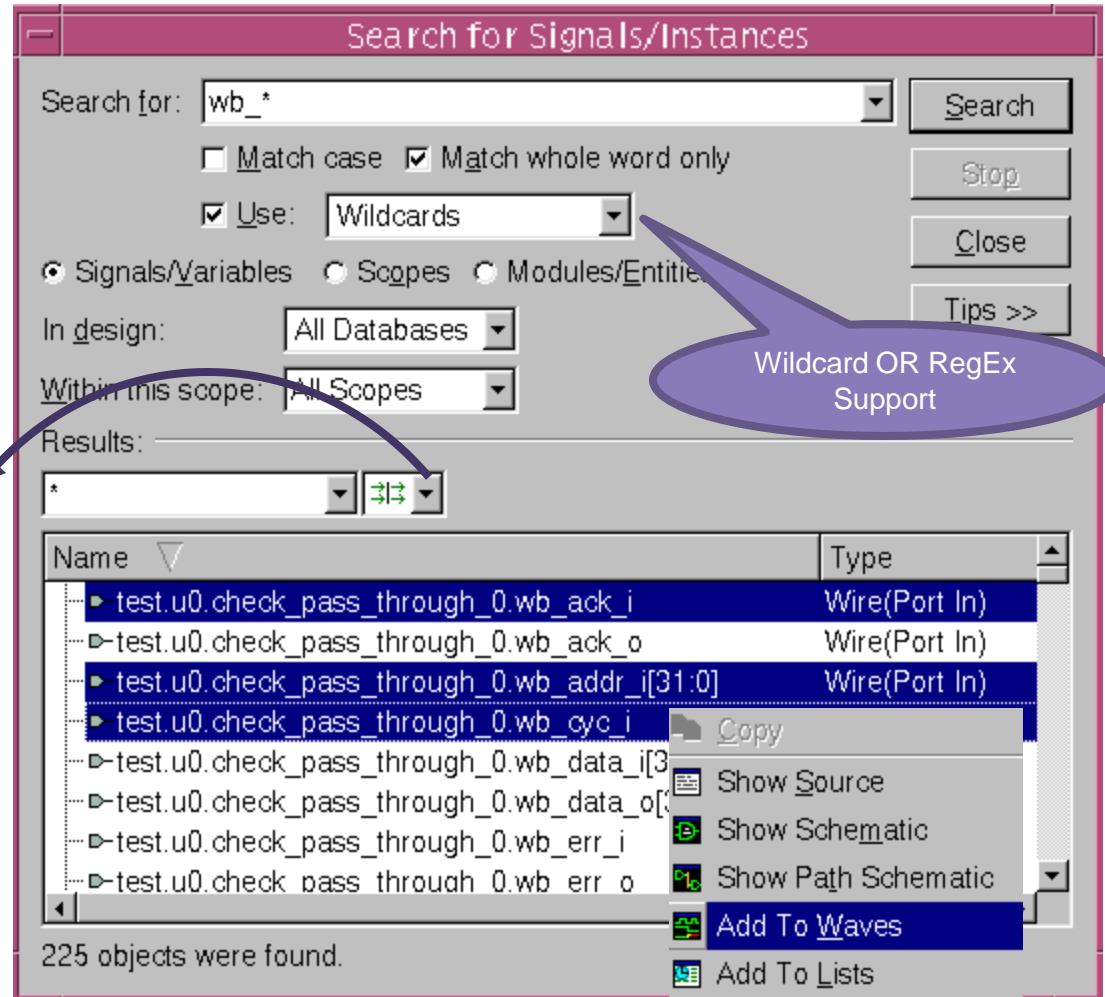 Search for Signals/Instances
Search for: wb_* Search
Match case Match whole word only
Stop
Use: Wildcards
Close
Signals/Variables Scopes Modules/Entitie
Tips >>
In design: All Databases
Wildcard OR RegEx
Support
Within this scope: All Scopes
Results:
*
Name Type
test.u0.check_pass_through_0.wb_ack_i Wire(Port In)
test.u0.check_pass_through_0.wb_ack_o Wire(Port In)
test.u0.check_pass_through_0.wb_addr_i[31:0] Wire(Port In)
test.u0.check_pass_through_0.wb_cyc_i
Copy
test.u0.check_pass_through_0.wb_data_i[3
Show Source
test.u0.check_pass_through_0.wb_data_o[3
Show Schematic
test.u0.check_pass_through_0.wb_err_i
Show Path Schematic
test.u0.check_pass_through_0.wb_err_o
Add To Waves
225 objects were found.
Add To Lists